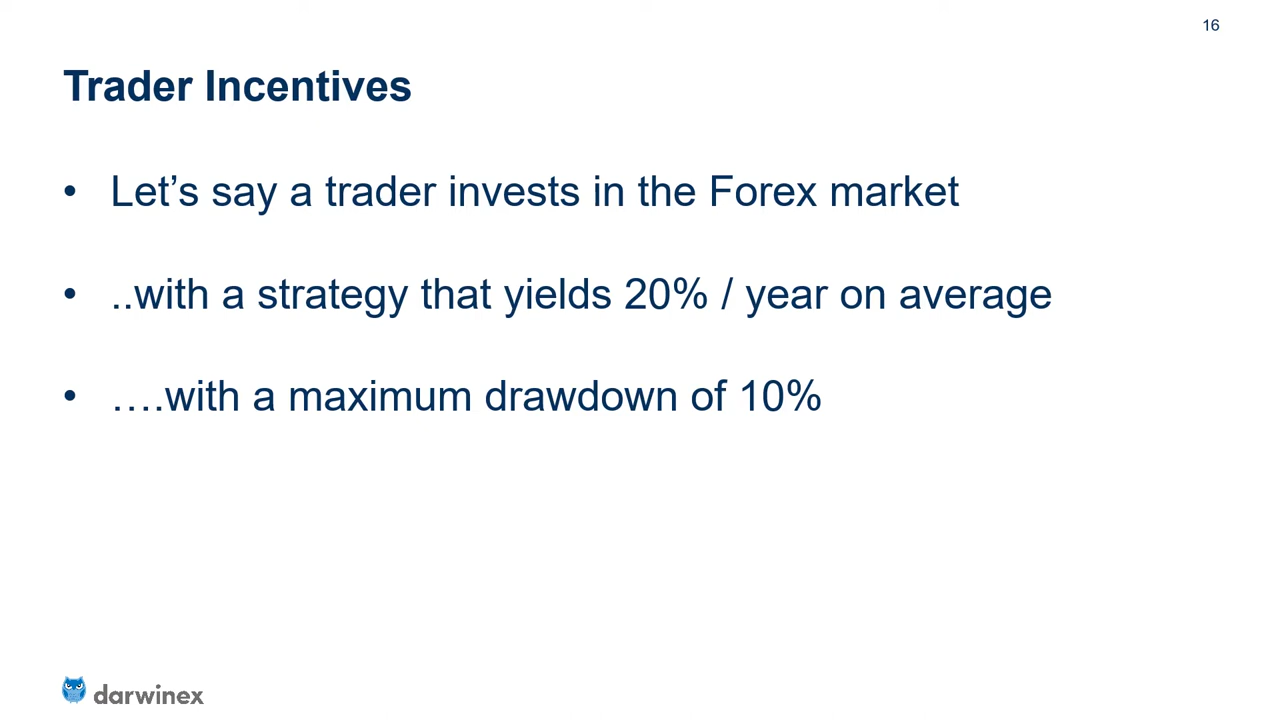 16
Trader Incentives
• Let’s say a trader invests in the Forex market
• ..with a strategy that yields 20% / year on average
• ….with a maximum drawdown of 10%
darwinex